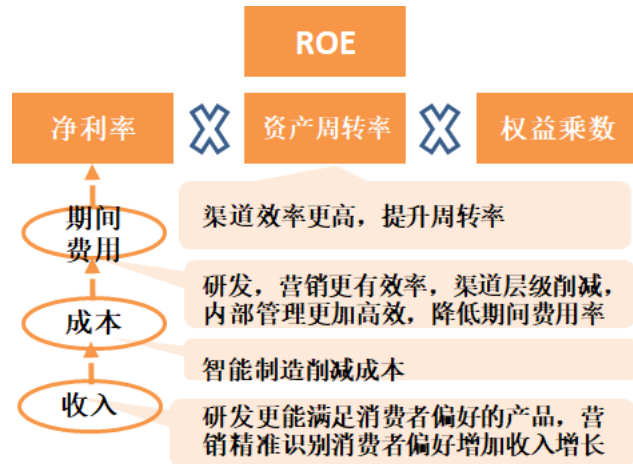 ROE
净利率
资产周转率
权益乘数
期间
费用
渠道效率更高，提升周转率
研发，营销更有效率，渠道层级削减，
内部管理更加高效，降低期间费用率
成本
智能制造削减成本
收入
研发更能满足消费者偏好的产品，营
销精准识别消费者偏好增加收入增长